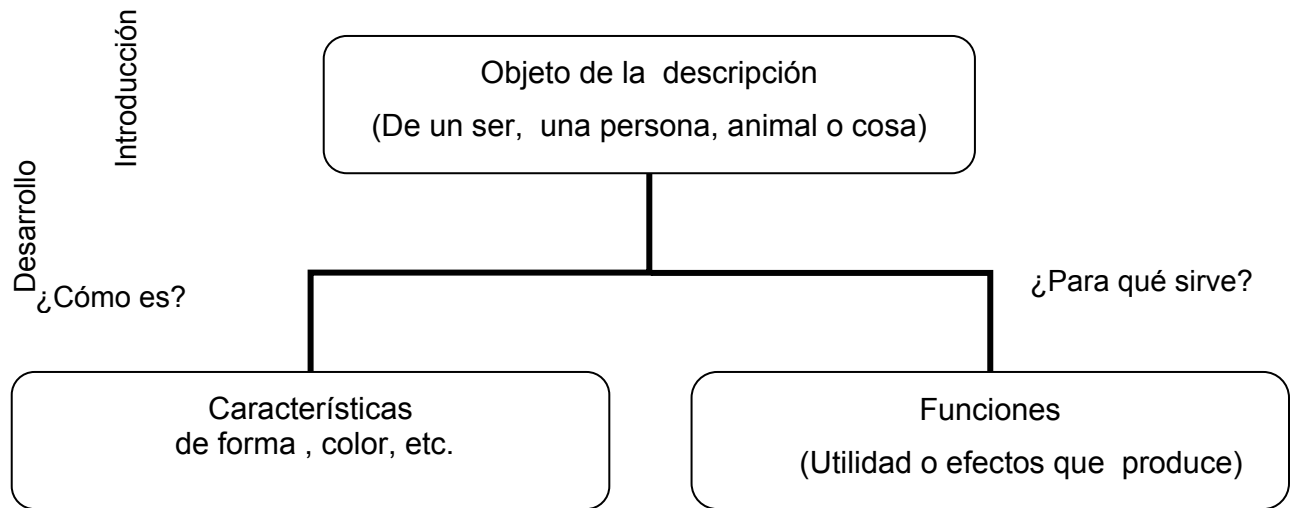 Introducción
Objeto de la descripción
(De un ser, una persona, animal o cosa)
Desarrollo
¿Cómo es?
¿Para qué sirve?
Características
de forma , color, etc.
Funciones
(Utilidad o efectos que produce)